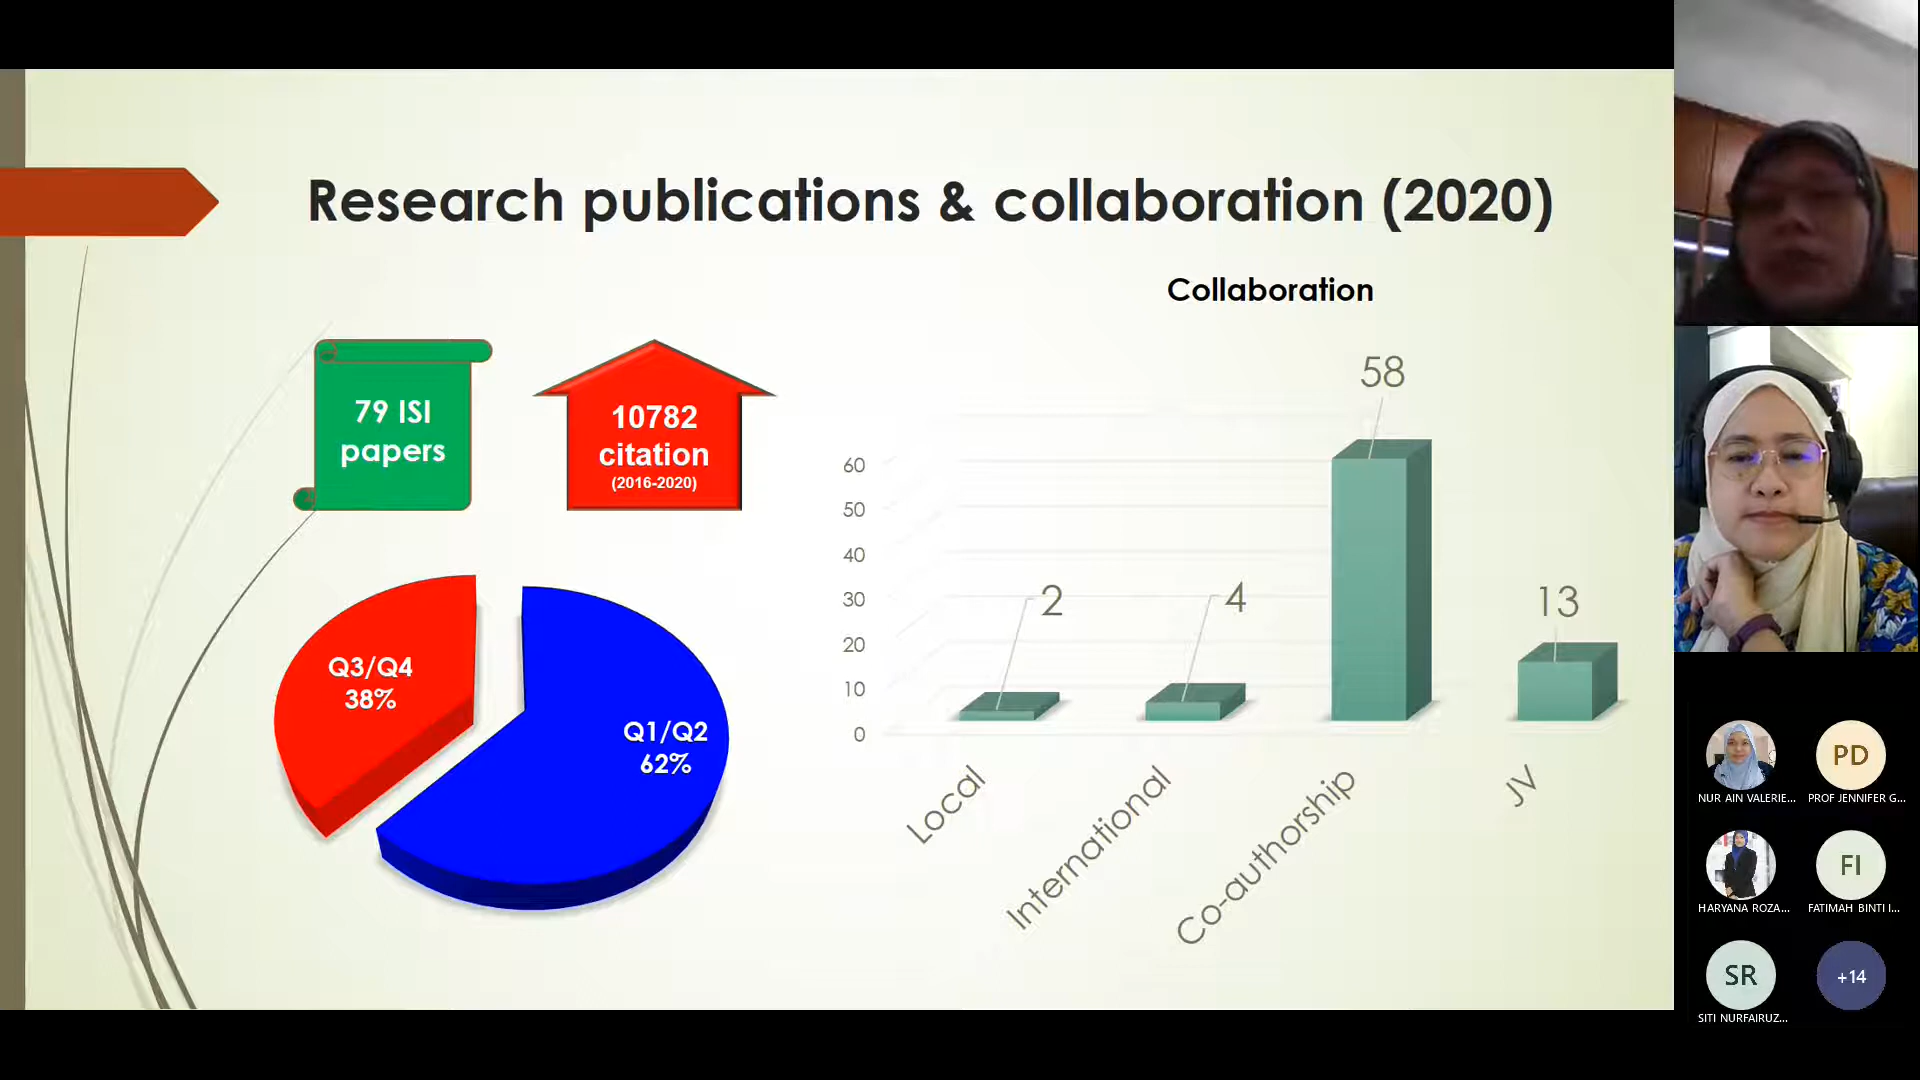 Research publications & collaboration (2020)
79 ISI
papers
10782
citation
(2016-2020)
Q3/Q4
38%
Q1/Q2
62%
Collaboration
58
2
4
13
60
50
40
30
20
10
0
Local
International
Co-authorship
JV
NUR AIN VALERIE...
PD
PROF JENNIFER G...
HARYANA ROZA...
FI
FATIMAH BINTI I...
SR
SITI NURFAIRUZ...
+14